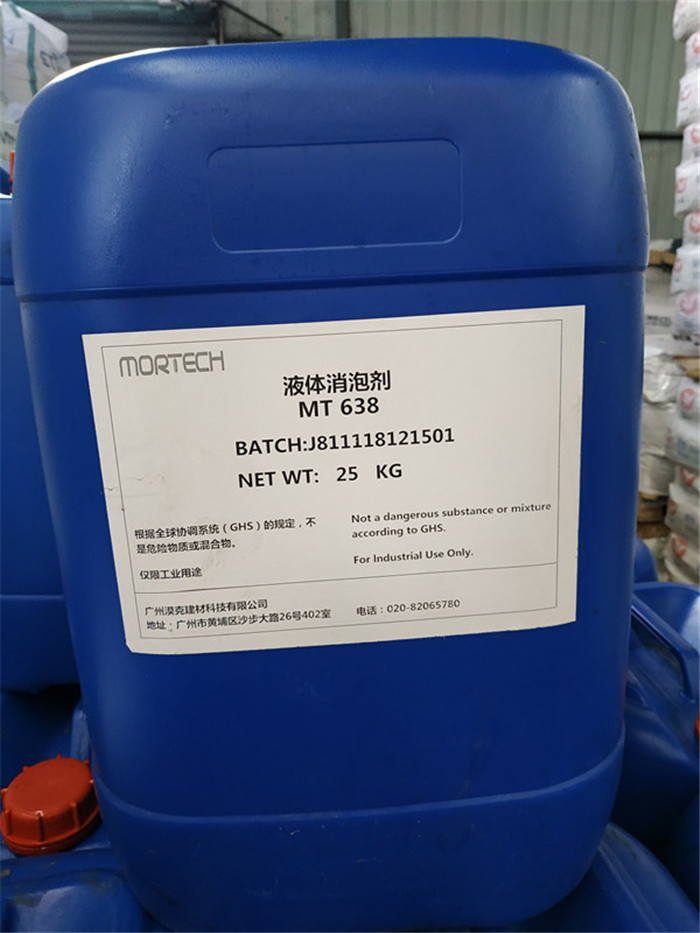 MORTECH
液体消泡剂
MT 638
BATCH:J811118121501
NET WT: 25 KG
根据全球协调系统（GHS）的规定，不
是危险物质或混合物。
仅限工业用途
Not a dangerous substance or mixture
according to GHS.
For Industrial Use Only.
广州漠克建材科技有限公司
地址：广州市黄埔区沙步大路26号402室 电话：020-82065780